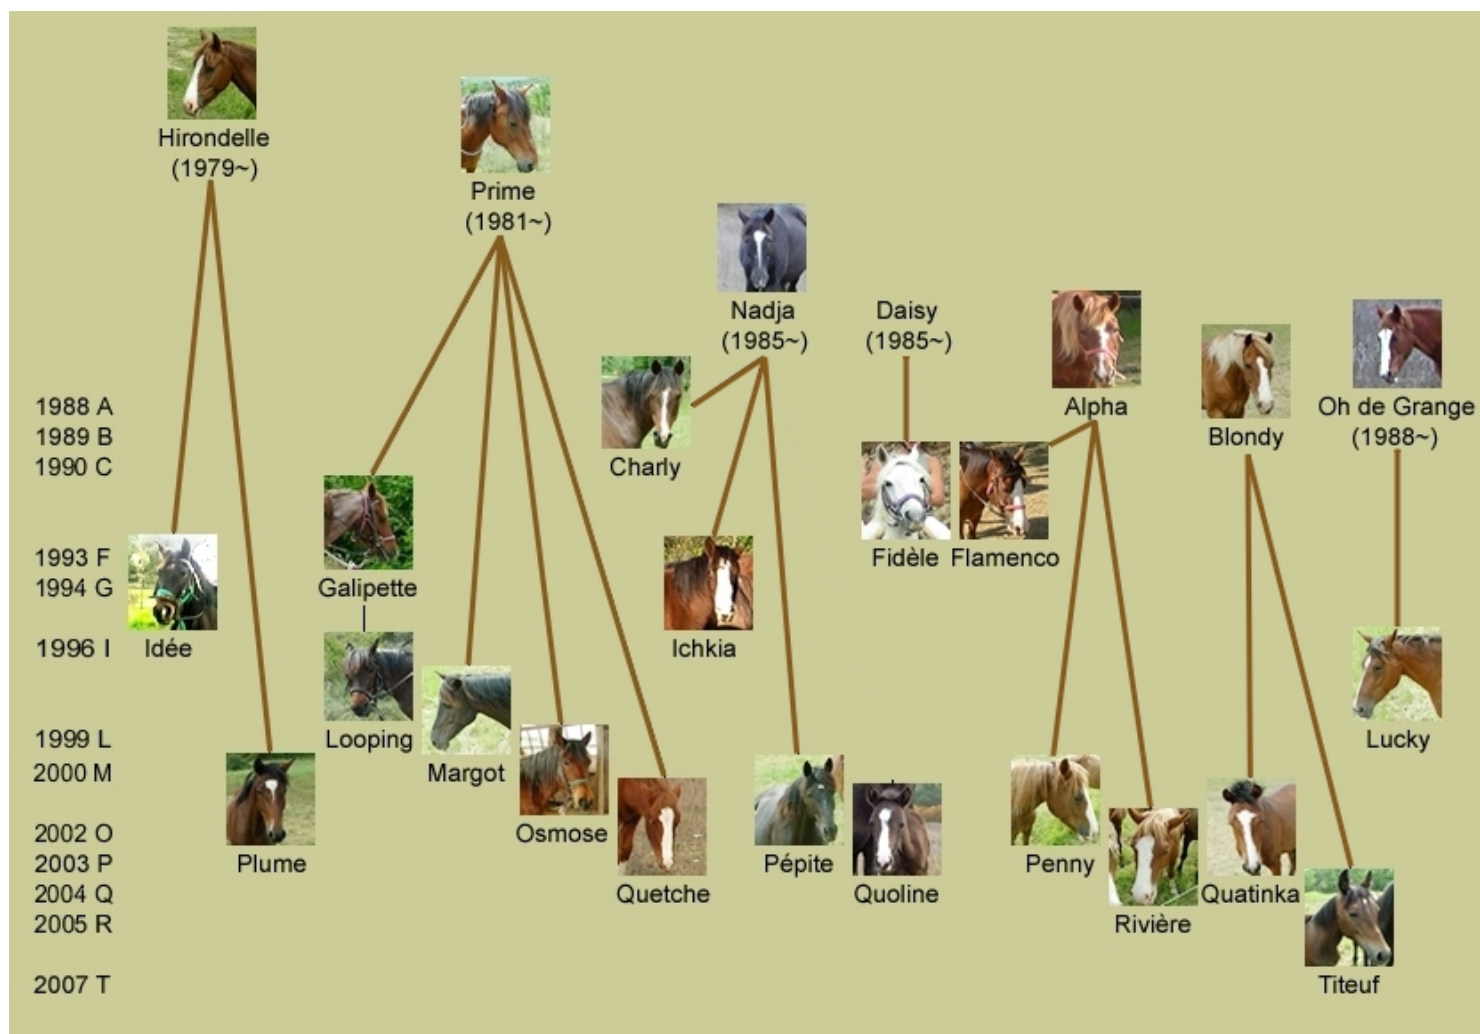 Hirondelle
(1979~)
Prime
(1981~)
Nadja
(1985~)
Daisy
(1985~)
Alpha
Blondy
Oh de Grange
(1988~)
1988 A
1989 B
1990 C
Charly
1993 F
Fidèle
Flamenco
1994 G
Galipette
1996 I
Idée
Ichkia
1999 L
Looping
Lucky
2000 M
Margot
2002 O
Osmose
2003 P
Plume
Pépite
Penny
2004 Q
Quetche
Quoline
Quatinka
2005 R
Rivière
2007 T
Titeuf